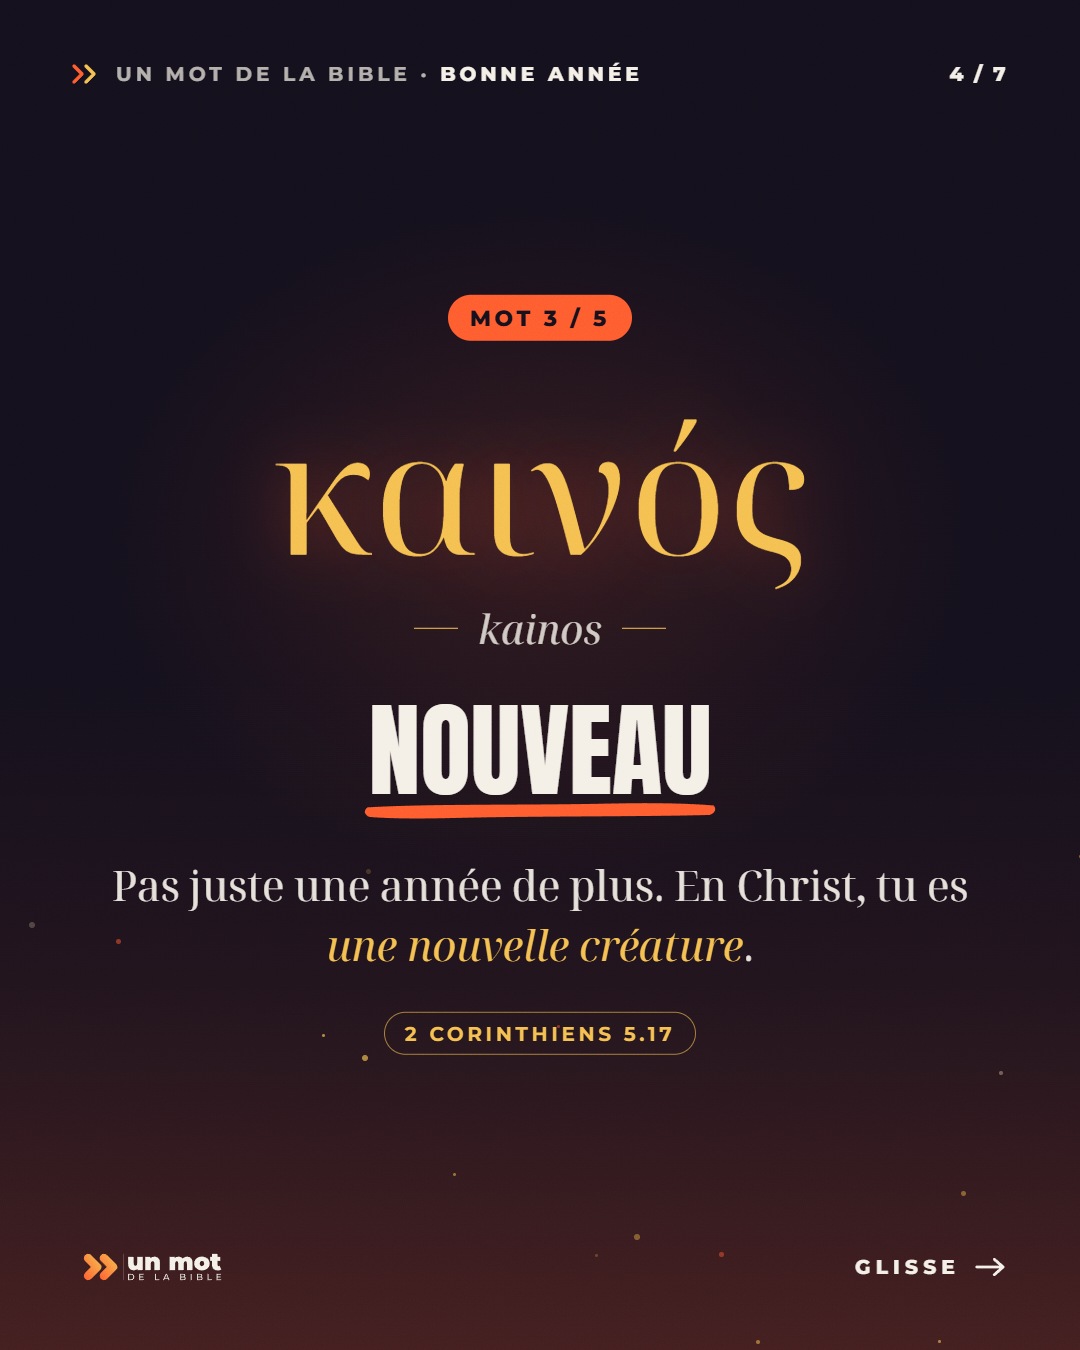 UN MOT DE LA BIBLE · BONNE ANNÉE
4 / 7
MOT 3 / 5
καινός
kainos
NOUVEAU
Pas juste une année de plus. En Christ, tu es
une nouvelle créature.
2 CORINTHIENS 5.17
un mot
DE LA BIBLE
GLISSE →